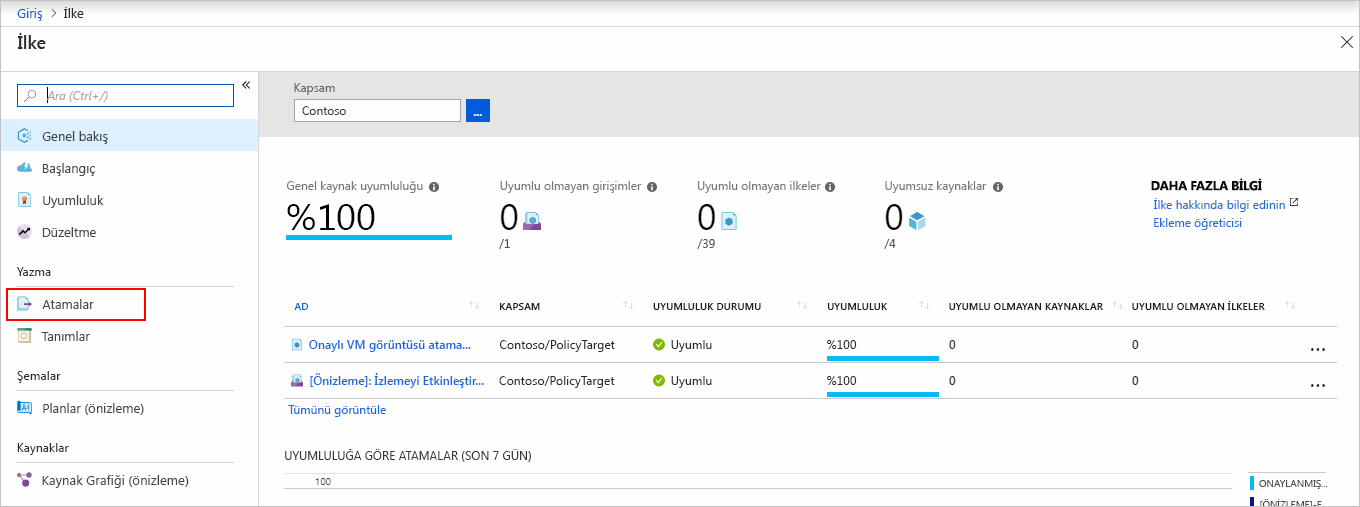 Giriş > İlke
İlke
Ara (Ctrl+/)
Genel bakış
Başlangıç
Uyumluluk
Düzeltme
Yazma
Atamalar
Tanımlar
Şemalar
Planlar (önizleme)
Kaynaklar
Kaynak Grafiği (önizleme)
Kapsam
Contoso
...
Genel kaynak uyumluluğu
%100
Uyumlu olmayan girişimler
0
/1
Uyumlu olmayan ilkeler
0
/39
Uyumsuz kaynaklar
0
/4
DAHA FAZLA BİLGİ
İlke hakkında bilgi edinin
Ekleme öğreticisi
AD KAPSAM UYUMLULUK DURUMU UYUMLULUK UYUMLU OLMAYAN KAYNAKLAR UYUMLU OLMAYAN İLKELER
Onaylı VM görüntüsü atama... Contoso/PolicyTarget Uyumlu %100 0 0 ...
[Önizleme]: İzlemeyi Etkinleştir... Contoso/PolicyTarget Uyumlu %100 0 0 ...
Tümünü görüntüle
UYUMLULUĞA GÖRE ATAMALAR (SON 7 GÜN)
100
ONAYLANMIŞ...
[ÖNİZLEME]-E